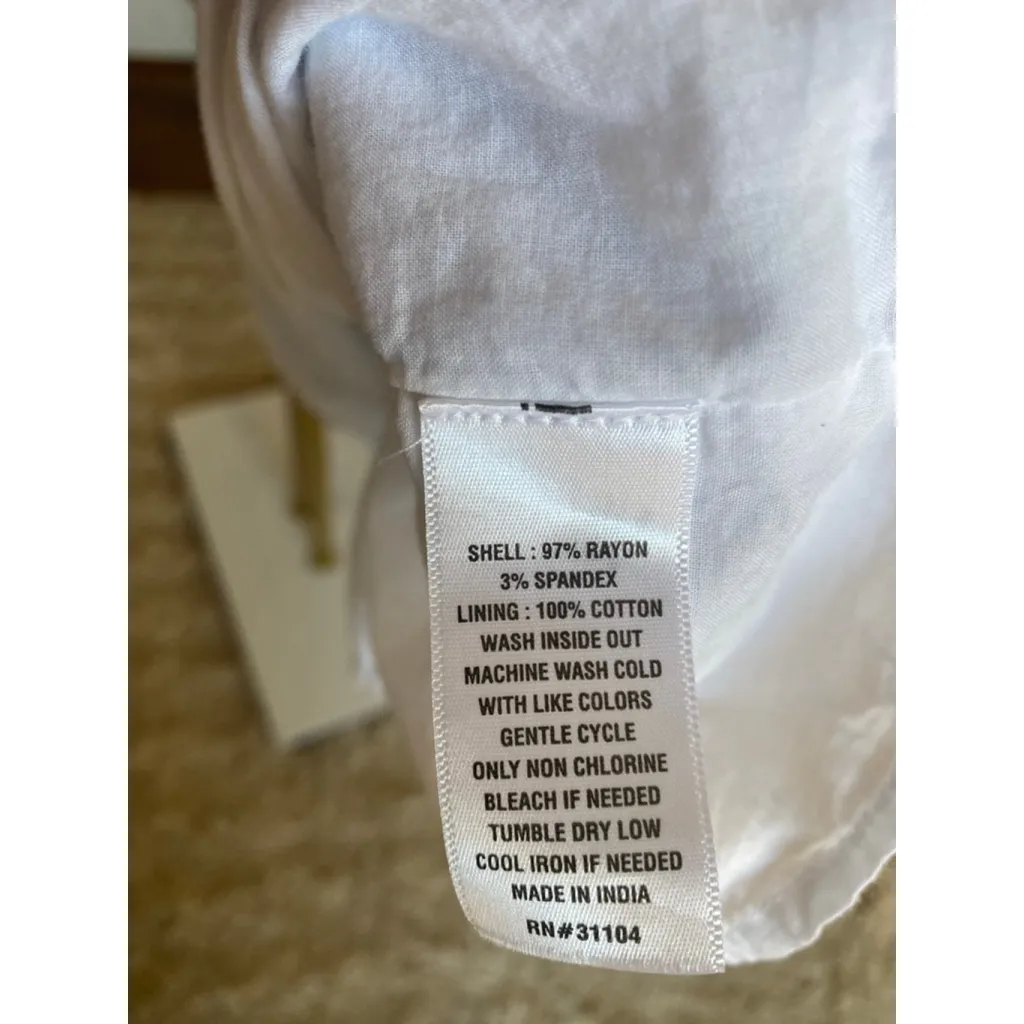 SHELL : 97% RAYON
3% SPANDEX
LINING : 100% COTTON
WASH INSIDE OUT
MACHINE WASH COLD
WITH LIKE COLORS
GENTLE CYCLE
ONLY NON CHLORINE
BLEACH IF NEEDED
TUMBLE DRY LOW
COOL IRON IF NEEDED
MADE IN INDIA
RN#31104